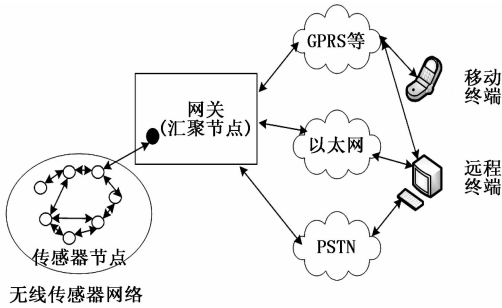 GPRS等
移动
终端
网关
(汇聚节点)
以太网
远程
终端
PSTN
传感器节点
无线传感器网络